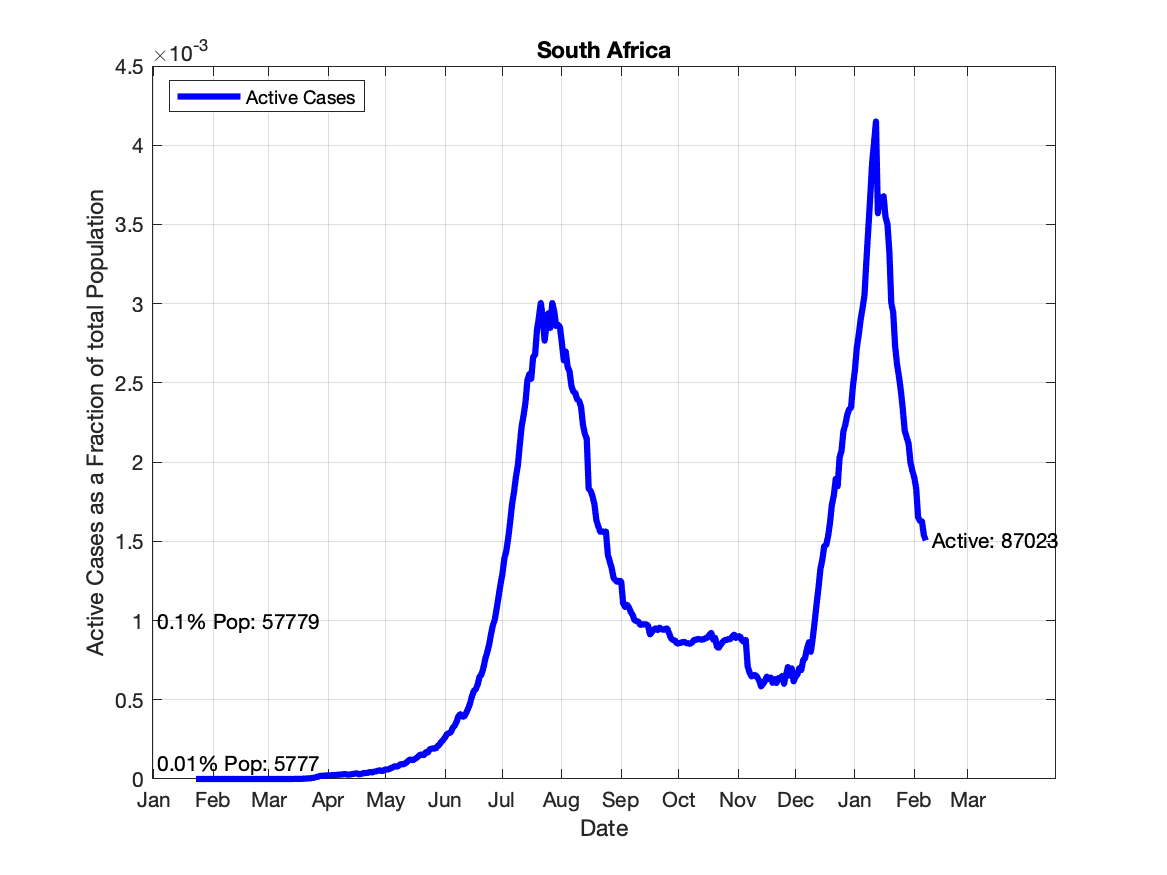 South Africa
×10-3
Active Cases
4.5
4
3.5
3
2.5
2
1.5
1
0.5
0
Active Cases as a Fraction of total Population
Active: 87023
0.1% Pop: 57779
0.01% Pop: 5777
Jan Feb Mar Apr May Jun Jul Aug Sep Oct Nov Dec Jan Feb Mar
Date